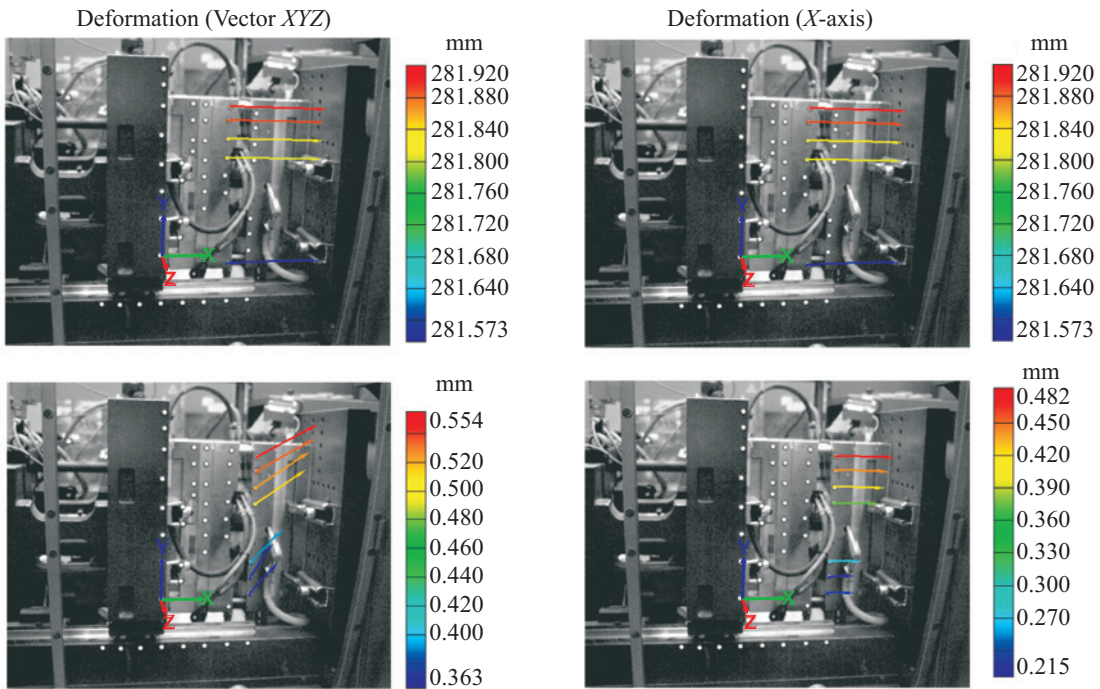 Deformation (Vector XYZ)
mm
281.920
281.880
281.840
281.800
281.760
281.720
281.680
281.640
281.573
Y
X
Z
Deformation (X-axis)
mm
281.920
281.880
281.840
281.800
281.760
281.720
281.680
281.640
281.573
Y
X
Z
mm
0.554
0.520
0.500
0.480
0.460
0.440
0.420
0.400
0.363
Y
X
Z
mm
0.482
0.450
0.420
0.390
0.360
0.330
0.300
0.270
0.215
Y
X
Z